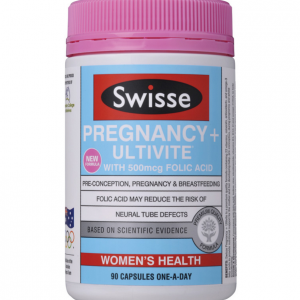 Swisse
PREGNANCY+
ULTIVITE
NEW
FORMULA
WITH 500mcg FOLIC ACID
PRE-CONCEPTION, PREGNANCY & BREASTFEEDING
FOLIC ACID MAY REDUCE THE RISK OF
NEURAL TUBE DEFECTS
BASED ON SCIENTIFIC EVIDENCE
WOMEN'S HEALTH
90 CAPSULES ONE-A-DAY